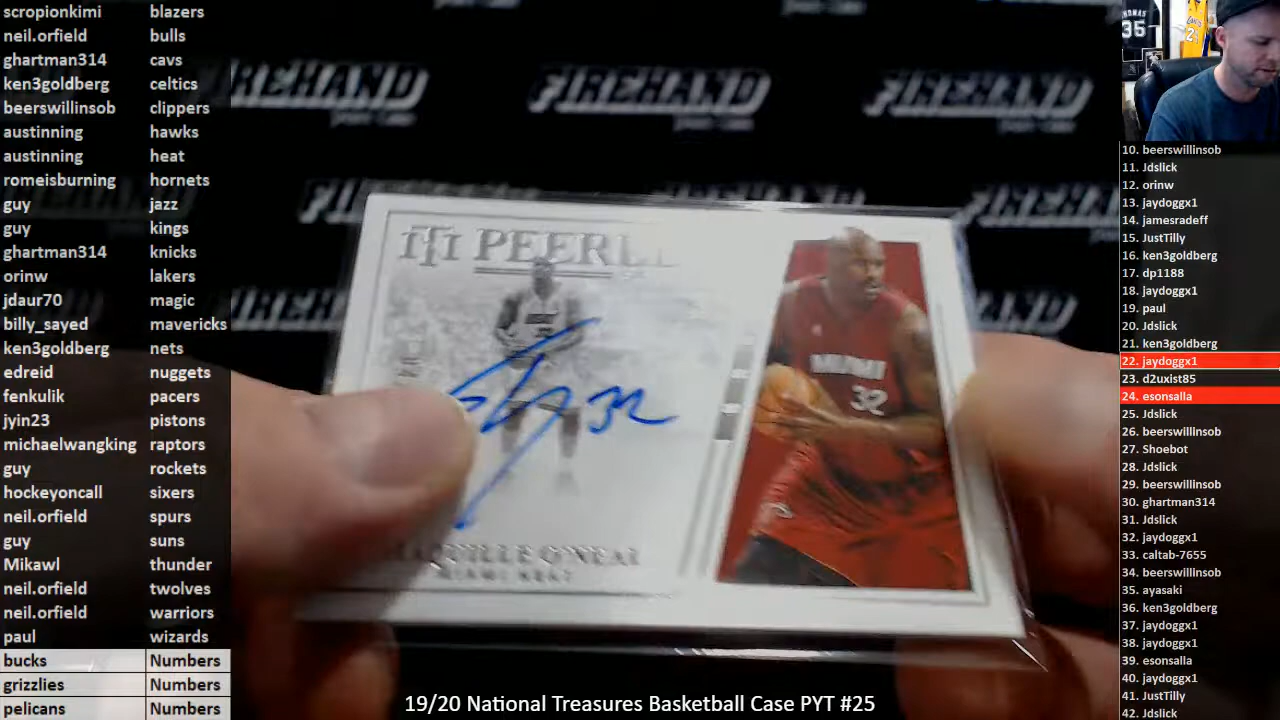 scropionkimi blazers
neil.orfield bulls
ghartman314 cavs
ken3goldberg celtics
beerswillinsob clippers
austinning hawks
austinning heat
romeisburning hornets
guy jazz
guy kings
ghartman314 knicks
orinw lakers
jdaur70 magic
billy_sayed mavericks
ken3goldberg nets
edreid nuggets
fenkulik pacers
jyin23 pistons
michaelwangking raptors
guy rockets
hockeyoncall sixers
neil.orfield spurs
guy suns
Mikawl thunder
neil.orfield twolves
neil.orfield warriors
paul wizards
bucks Numbers
grizzlies Numbers
pelicans Numbers
FIREHAND FIREHAND FIREHAND
PEERL
32
MIAMI
32
AQUILLE O'NEAL
MIAMI HEAT
19/20 National Treasures Basketball Case PYT #25
35
10. beerswillinsob
11. Jdslick
12. orinw
13. jaydoggx1
14. jamesradeff
15. JustTilly
16. ken3goldberg
17. dp1188
18. jaydoggx1
19. paul
20. Jdslick
21. ken3goldberg
22. jaydoggx1
23. d2uxist85
24. esonsalla
25. Jdslick
26. beerswillinsob
27. Shoebot
28. Jdslick
29. beerswillinsob
30. ghartman314
31. Jdslick
32. jaydoggx1
33. caltab-7655
34. beerswillinsob
35. ayasaki
36. ken3goldberg
37. jaydoggx1
38. jaydoggx1
39. esonsalla
40. jaydoggx1
41. JustTilly
42. Jdslick